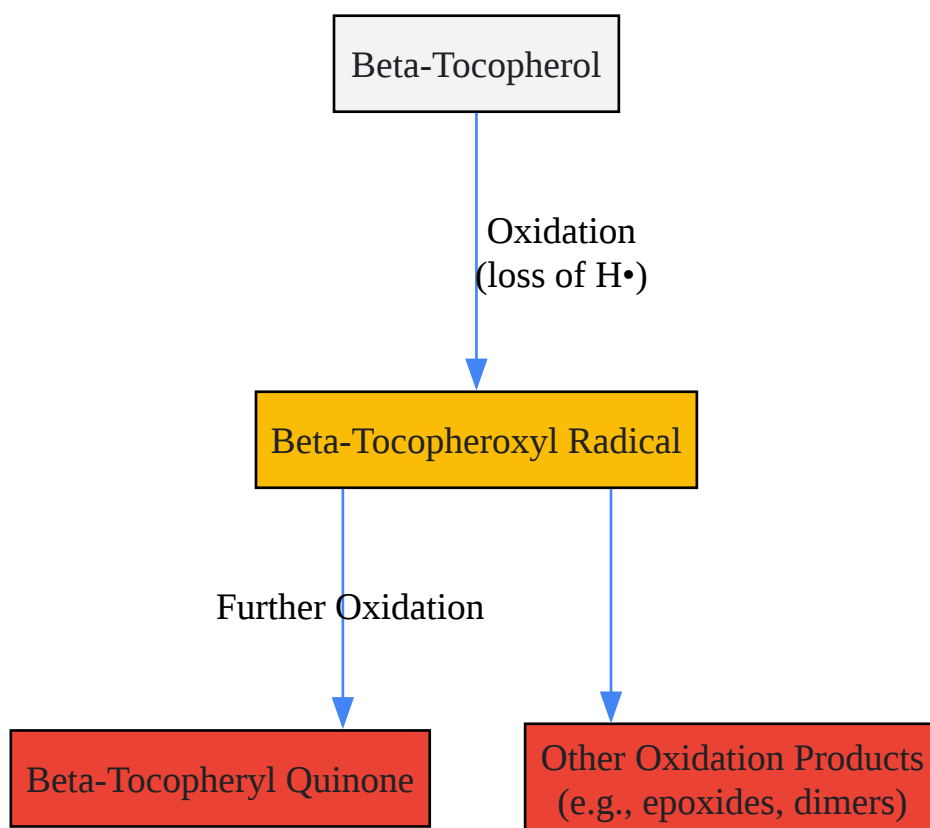 Beta-Tocopherol
Oxidation
(loss of H•)
Beta-Tocopheroxyl Radical
Further Oxidation
Beta-Tocopheryl Quinone
Other Oxidation Products
(e.g., epoxides, dimers)